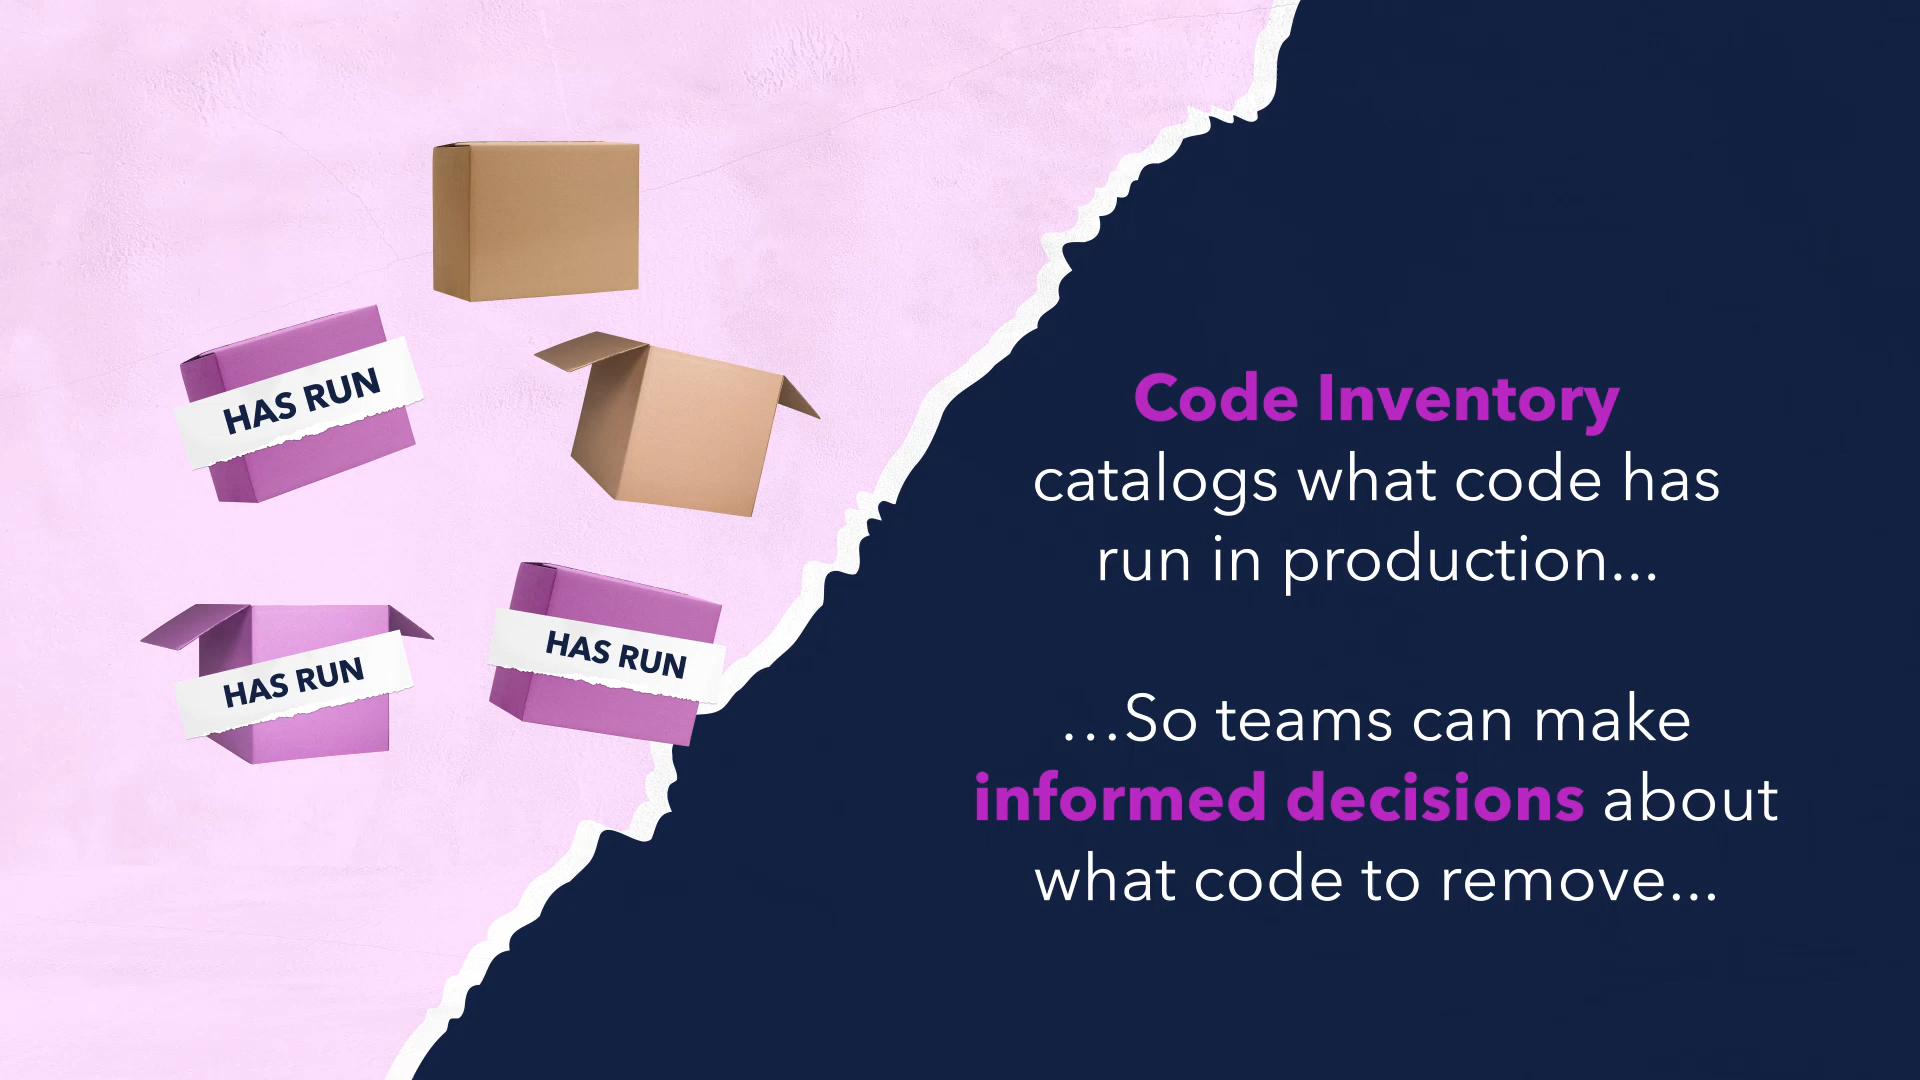 HAS RUN
HAS RUN
HAS RUN
Code Inventory
catalogs what code has
run in production...
...So teams can make
informed decisions about
what code to remove...